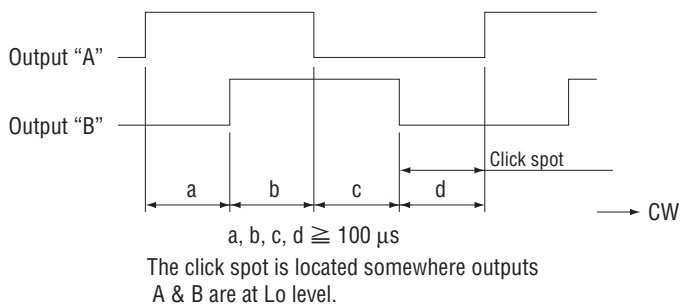 Output “A”
Output “B”
Click spot
a b c d
CW
a, b, c, d ≧ 100 μs
The click spot is located somewhere outputs
A & B are at Lo level.